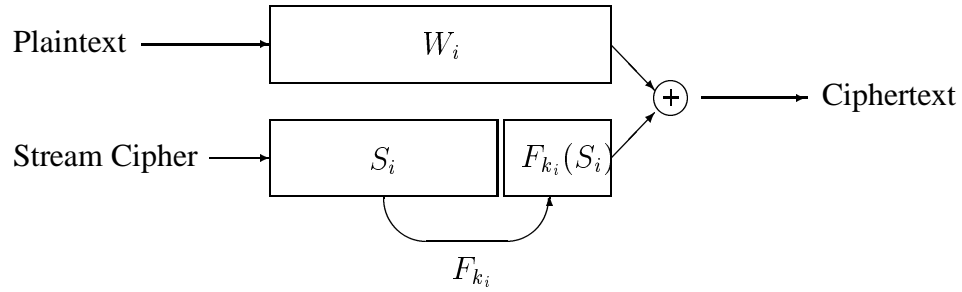 Plaintext
W_i
Ciphertext
Stream Cipher
S_i
F_{k_i}(S_i)
F_{k_i}